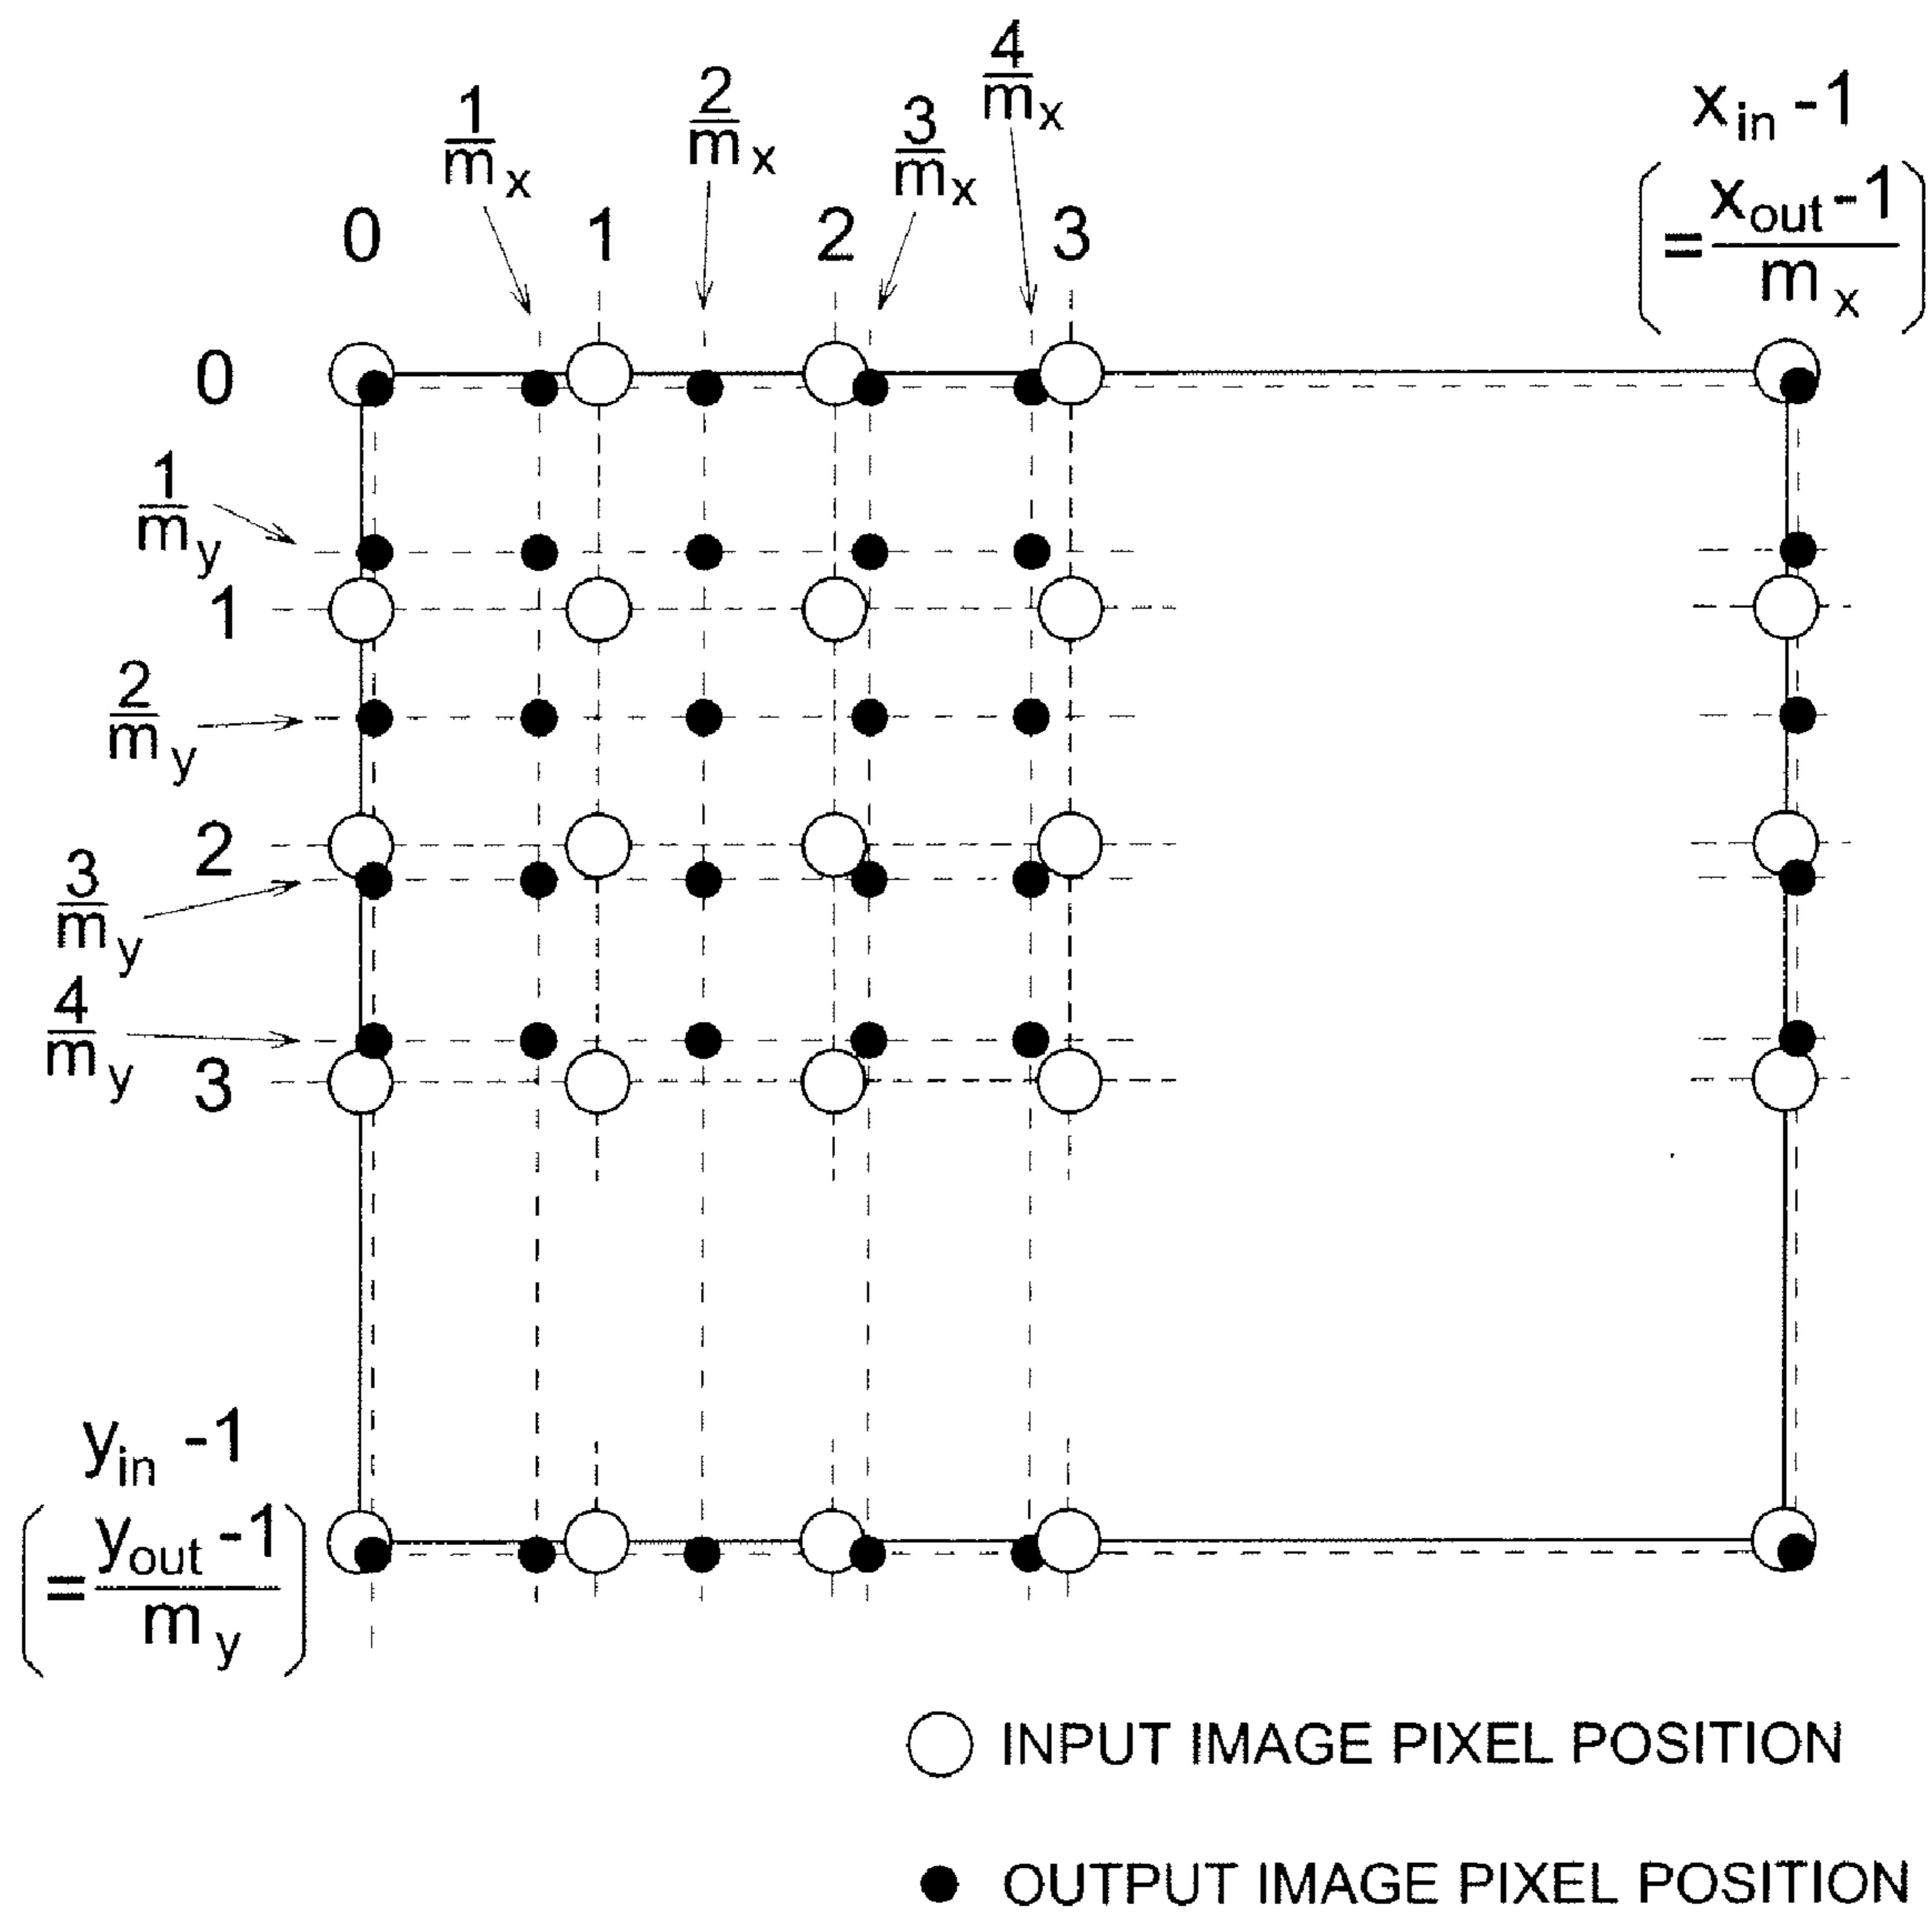 1/m_x
2/m_x
3/m_x
4/m_x
x_in -1
(= x_out -1 / m_x)
0 1 2 3
0
1/m_y
1
2/m_y
2
3/m_y
4/m_y
3
y_in -1
(= y_out -1 / m_y)
INPUT IMAGE PIXEL POSITION
OUTPUT IMAGE PIXEL POSITION